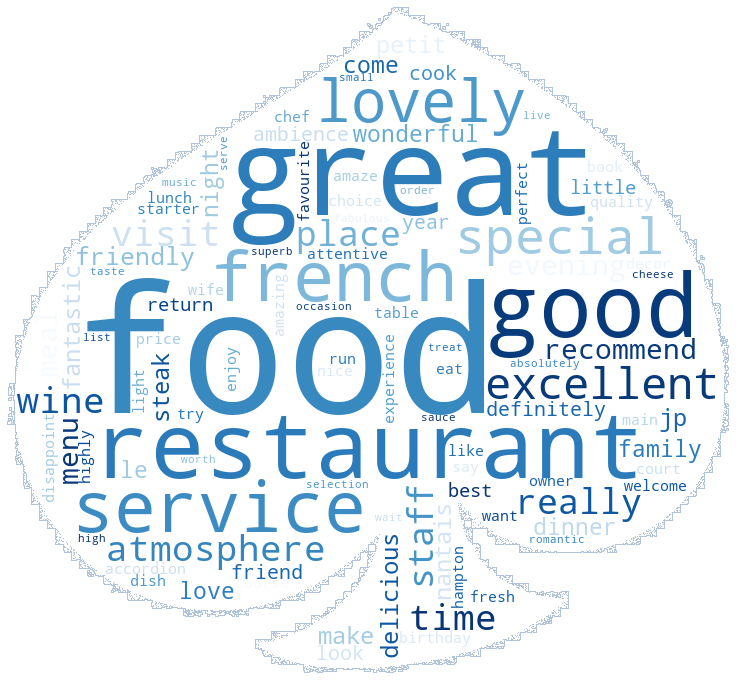 petit
come
cook
small
lovely
chef
live
ambience
wonderful
great
serve
night
favourite
perfect
book
music
amaze
order
little
lunch
choice
quality
starter
fabulous
year
visit
place
special
superb
attentive
friendly
french
evening
decor
taste
cheese
fantastic
wife
amazing
return
occasion
table
good
food
list
price
meal
steak
light
enjoy
run
nice
treat
recommend
experience
eat
absolutely
excellent
wine
try
sauce
definitely
restaurant
main
jp
menu
highly
disappoint
le
worth
like
family
say
court
service
selection
best
owner
welcome
really
want
staff
nantais
wait
dinner
high
atmosphere
romantic
accordion
friend
dish
love
delicious
hampton
fresh
time
make
birthday
look